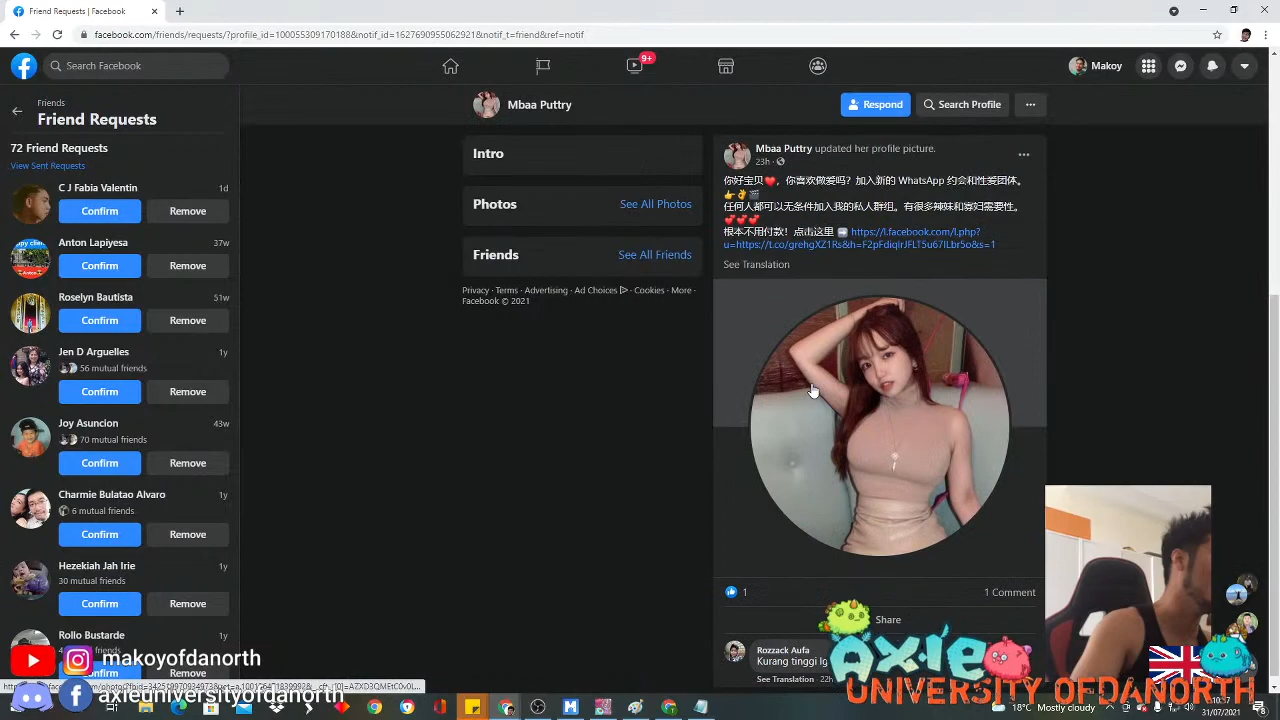 Friend Requests | Facebook
facebook.com/friends/requests/?profile_id=100055309170188&notif_id=1627690955062921&notif_t=friend&ref=notif
Search Facebook
9+
Makoy
Friends
Friend Requests
72 Friend Requests
View Sent Requests
C J Fabia Valentin 1d
Confirm Remove
Anton Lapiyesa 37w
Confirm Remove
Roselyn Bautista 51w
Confirm Remove
Jen D Arguelles 1y
56 mutual friends
Confirm Remove
Joy Asuncion 43w
70 mutual friends
Confirm Remove
Charmie Bulatao Alvaro 1y
6 mutual friends
Confirm Remove
Hezekiah Jah Irie 1y
30 mutual friends
Confirm Remove
Rollo Bustarde 1y
makoyofdanorth
axieuniversityofdanorth
Mbaa Puttry
Respond
Search Profile
Intro
Photos See All Photos
Friends See All Friends
Privacy · Terms · Advertising · Ad Choices · Cookies · More ·
Facebook © 2021
Mbaa Puttry updated her profile picture.
23h
你好宝贝❤️，你喜欢做爱吗？加入新的 WhatsApp 约会和性爱团体。
👉👌🎬
任何人都可以无条件加入我的私人群组。有很多辣妹和寡妇需要性。
💕💕💕
根本不用付款！点击这里 ➡️ https://l.facebook.com/l.php?
u=https://t.co/grehgXZ1Rs&h=F2pFdiqIrJFLT5u67ILbr5o&s=1
See Translation
1
1 Comment
Share
Rozzack Aufa
Kurang tinggi
See Translation 22h
axie
UNIVERSITY OFDANORTH
18°C Mostly cloudy
10:57
31/07/2021